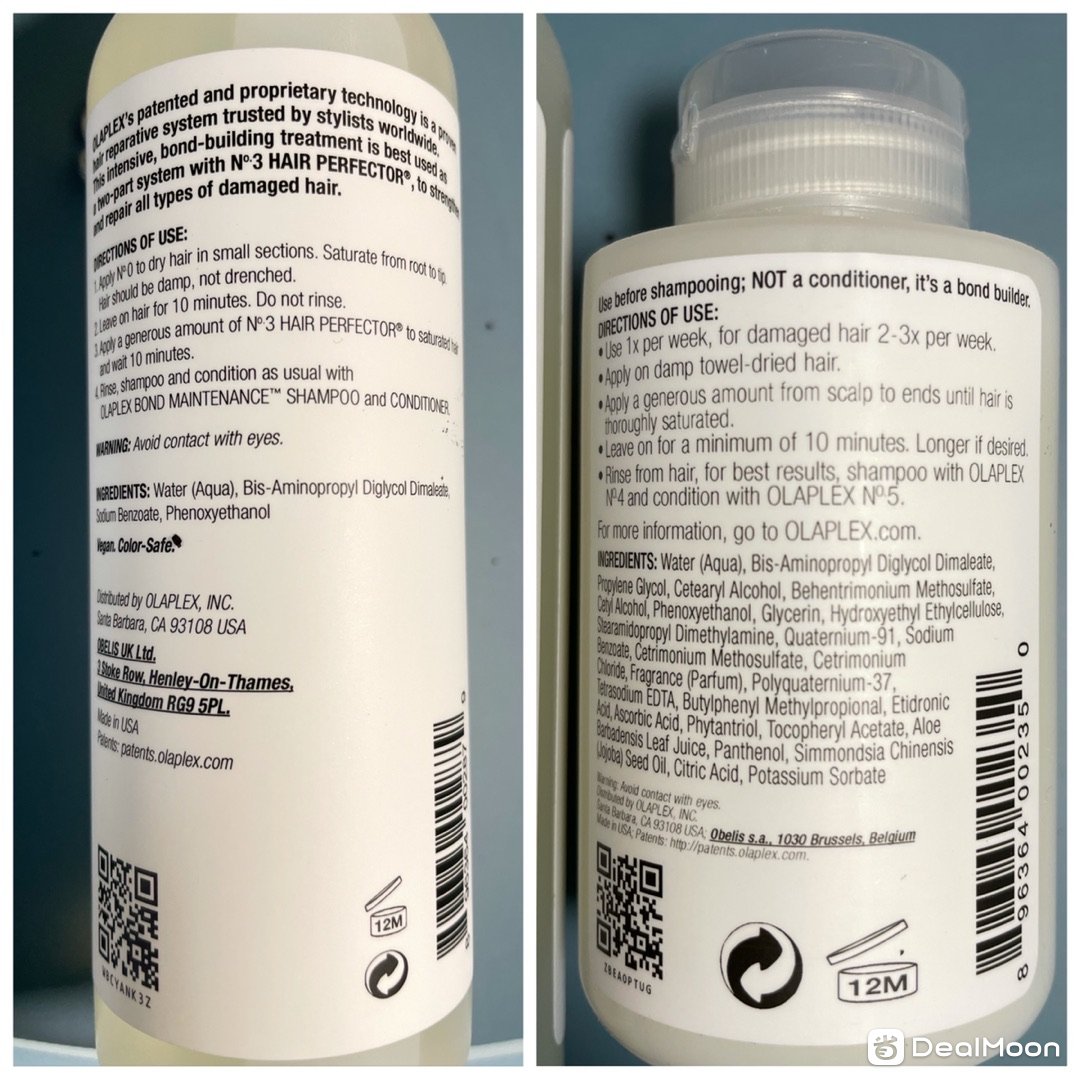 OLAPLEX's patented and proprietary technology is a proven
hair reparative system trusted by stylists worldwide.
This intensive, bond-building treatment is best used as
a two-part system with Nº3 HAIR PERFECTOR®, to strengthen
and repair all types of damaged hair.
DIRECTIONS OF USE:
1. Apply Nº0 to dry hair in small sections. Saturate from root to tip.
Hair should be damp, not drenched.
2. Leave on hair for 10 minutes. Do not rinse.
3. Apply a generous amount of Nº3 HAIR PERFECTOR® to saturated hair
and wait 10 minutes.
4. Rinse, shampoo and condition as usual with
OLAPLEX BOND MAINTENANCE™ SHAMPOO and CONDITIONER.
WARNING: Avoid contact with eyes.
INGREDIENTS: Water (Aqua), Bis-Aminopropyl Diglycol Dimaleate,
Sodium Benzoate, Phenoxyethanol
Vegan. Color-Safe.
Distributed by OLAPLEX, INC.
Santa Barbara, CA 93108 USA
OBELIS UK Ltd.
3 Stoke Row, Henley-On-Thames,
United Kingdom RG9 5PL.
Made in USA
Patents: patents.olaplex.com
WBCYANK3Z
12M
Use before shampooing; NOT a conditioner, it's a bond builder.
DIRECTIONS OF USE:
• Use 1x per week, for damaged hair 2-3x per week.
• Apply on damp towel-dried hair.
• Apply a generous amount from scalp to ends until hair is
thoroughly saturated.
• Leave on for a minimum of 10 minutes. Longer if desired.
• Rinse from hair, for best results, shampoo with OLAPLEX
Nº4 and condition with OLAPLEX Nº5.
For more information, go to OLAPLEX.com.
INGREDIENTS: Water (Aqua), Bis-Aminopropyl Diglycol Dimaleate,
Propylene Glycol, Cetearyl Alcohol, Behentrimonium Methosulfate,
Cetyl Alcohol, Phenoxyethanol, Glycerin, Hydroxyethyl Ethylcellulose,
Stearamidopropyl Dimethylamine, Quaternium-91, Sodium
Benzoate, Cetrimonium Methosulfate, Cetrimonium
Chloride, Fragrance (Parfum), Polyquaternium-37,
Tetrasodium EDTA, Butylphenyl Methylpropional, Etidronic
Acid, Ascorbic Acid, Phytantriol, Tocopheryl Acetate, Aloe
Barbadensis Leaf Juice, Panthenol, Simmondsia Chinensis
(Jojoba) Seed Oil, Citric Acid, Potassium Sorbate
Warning: Avoid contact with eyes.
Distributed by OLAPLEX, INC.
Santa Barbara, CA 93108 USA; Obelis s.a., 1030 Brussels, Belgium
Made in USA; Patents: http://patents.olaplex.com.
ZBEAOPTUG
12M
8 96364 00235 0
DealMoon